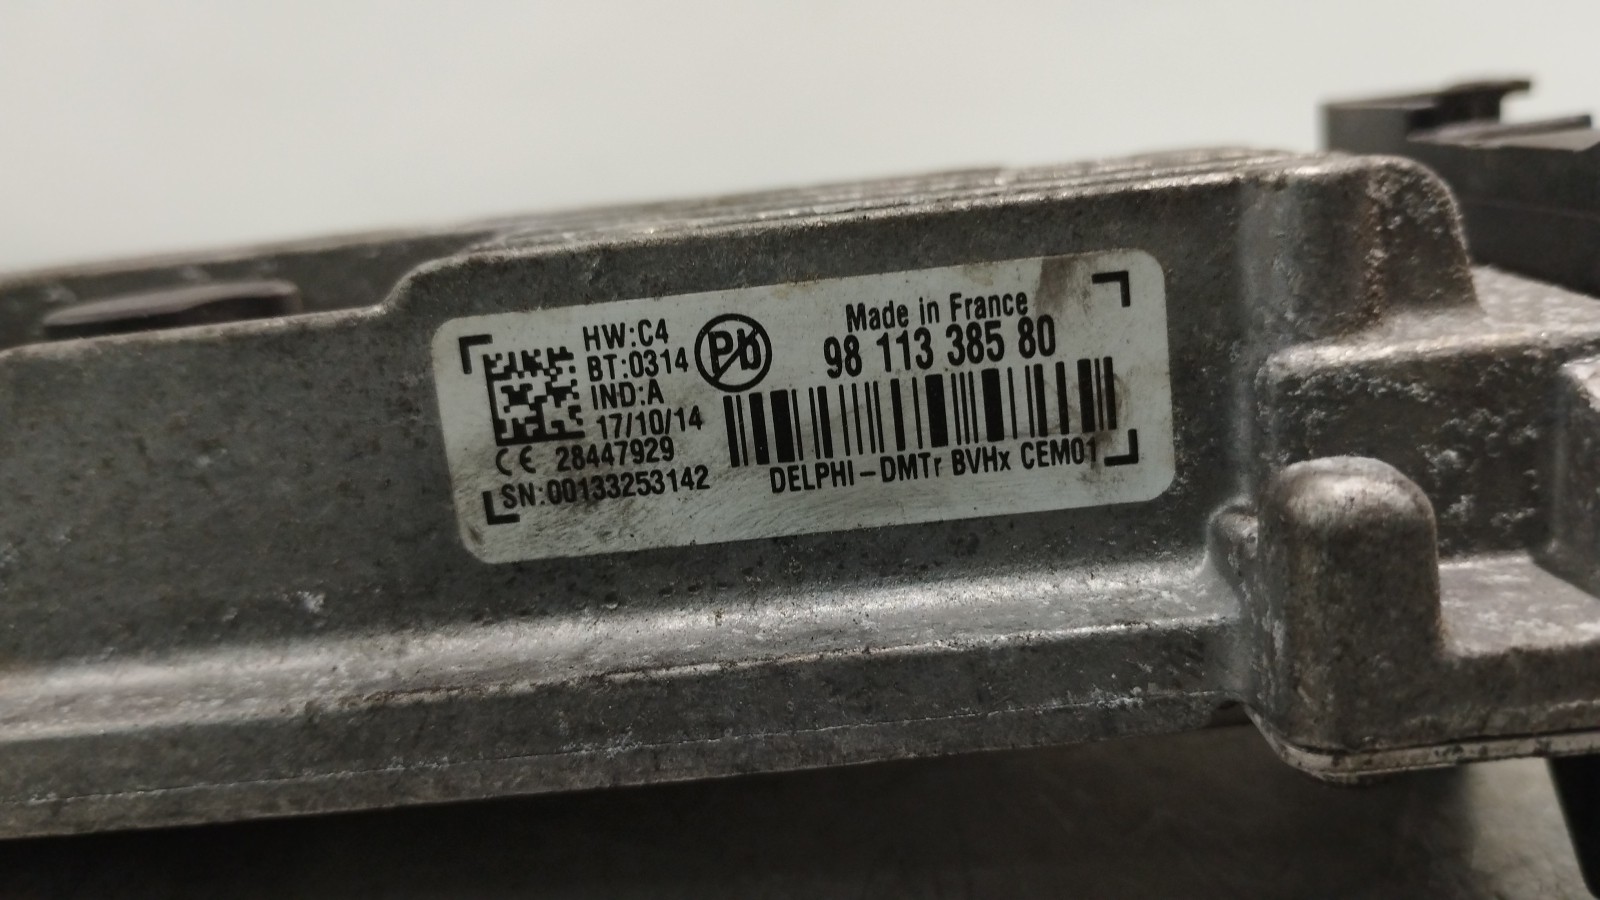 HW:C4
BT:0314
IND:A
17/10/14
CE 28447929
SN:00133253142
Pb
Made in France
98 113 385 80
DELPHI-DMTr BVHx CEM01